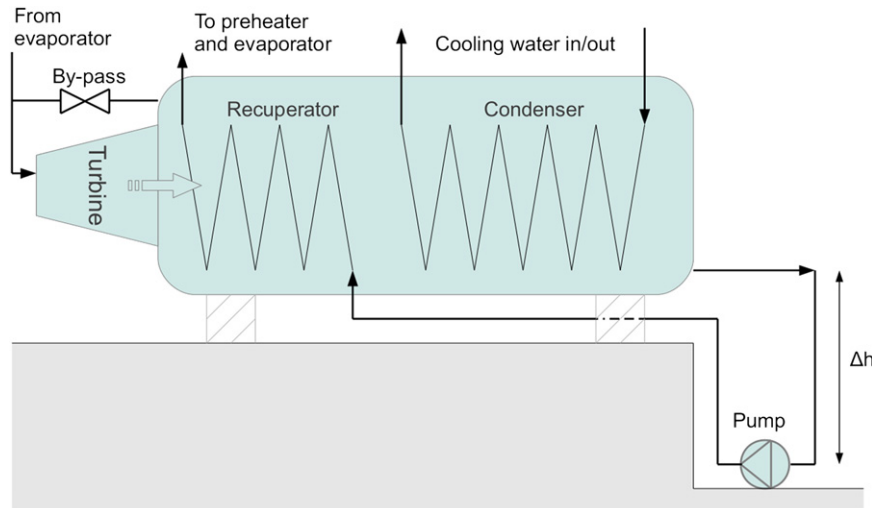 From
evaporator
To preheater
and evaporator
Cooling water in/out
By-pass
Recuperator
Condenser
Turbine
Δh
Pump